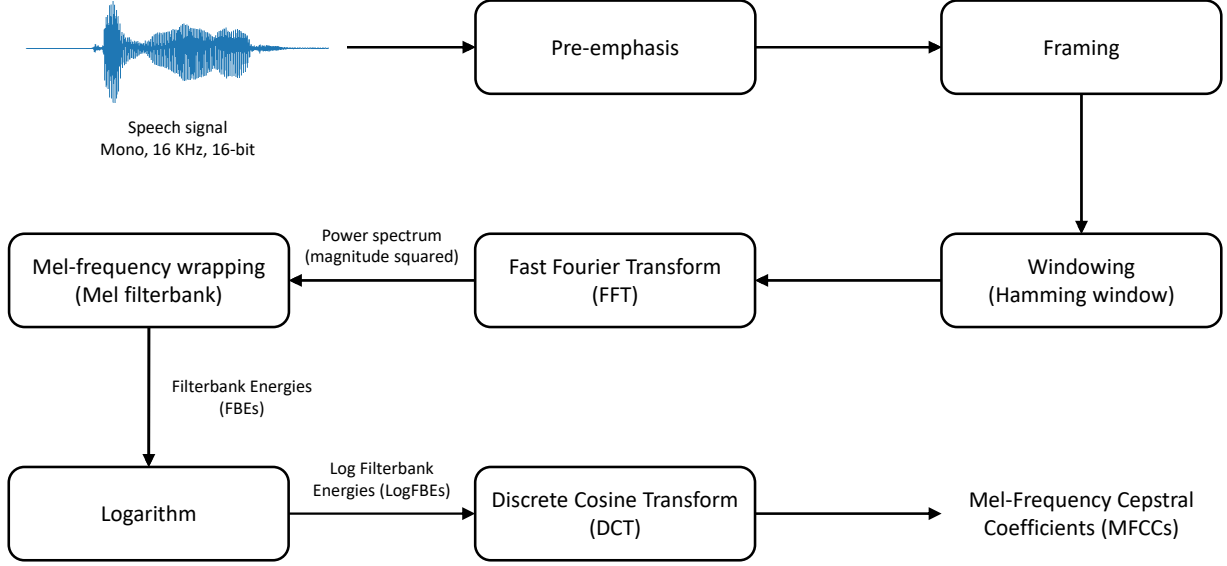 Speech signal
Mono, 16 KHz, 16-bit
Pre-emphasis
Framing
Windowing
(Hamming window)
Fast Fourier Transform
(FFT)
Power spectrum
(magnitude squared)
Mel-frequency wrapping
(Mel filterbank)
Filterbank Energies
(FBEs)
Logarithm
Log Filterbank
Energies (LogFBEs)
Discrete Cosine Transform
(DCT)
Mel-Frequency Cepstral
Coefficients (MFCCs)